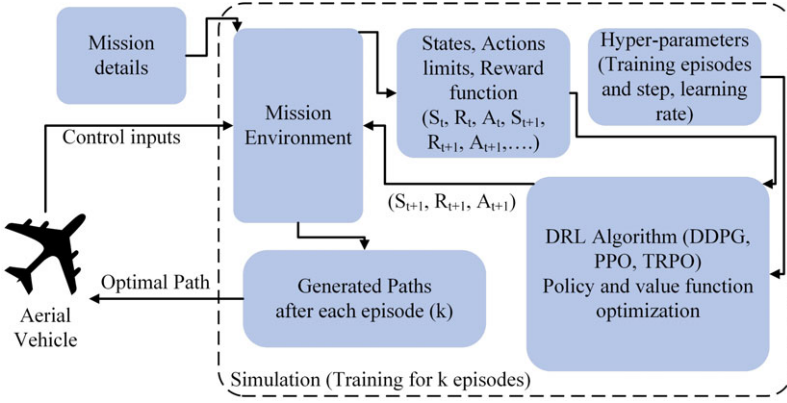 Mission
details
Control inputs
Aerial
Vehicle
Optimal Path
Mission
Environment
States, Actions
limits, Reward
function
(Sₜ, Rₜ, Aₜ, Sₜ₊₁,
Rₜ₊₁, Aₜ₊₁,....)
Hyper-parameters
(Training episodes
and step, learning
rate)
(Sₜ₊₁, Rₜ₊₁, Aₜ₊₁)
DRL Algorithm (DDPG,
PPO, TRPO)
Policy and value function
optimization
Generated Paths
after each episode (k)
Simulation (Training for k episodes)